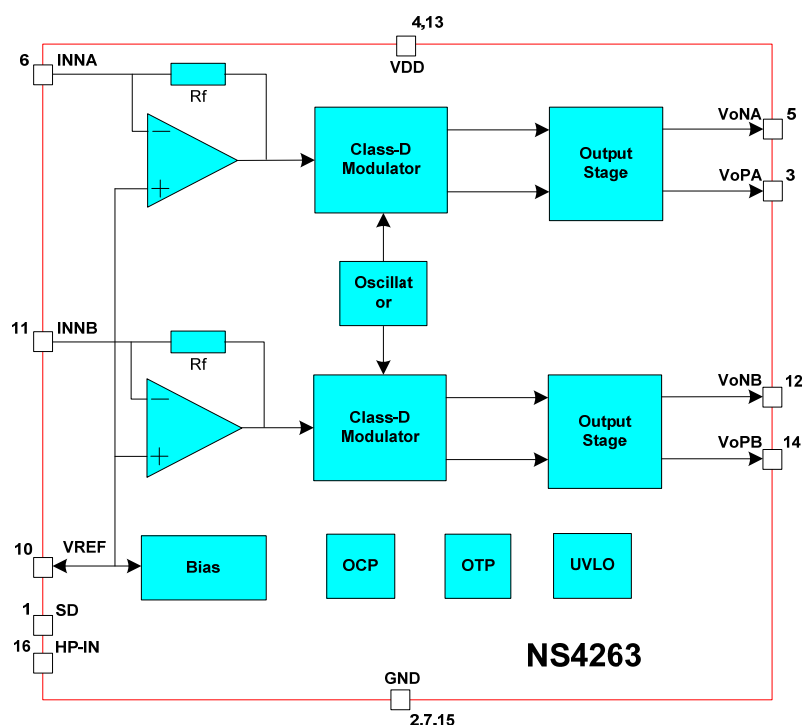 4,13
VDD
6
INNA
Rf
Class-D
Modulator
Output
Stage
VoNA
5
VoPA
3
Oscillat
or
11
INNB
Rf
Class-D
Modulator
Output
Stage
VoNB
12
VoPB
14
10
VREF
Bias
OCP
OTP
UVLO
1
SD
16
HP-IN
NS4263
GND
2,7,15